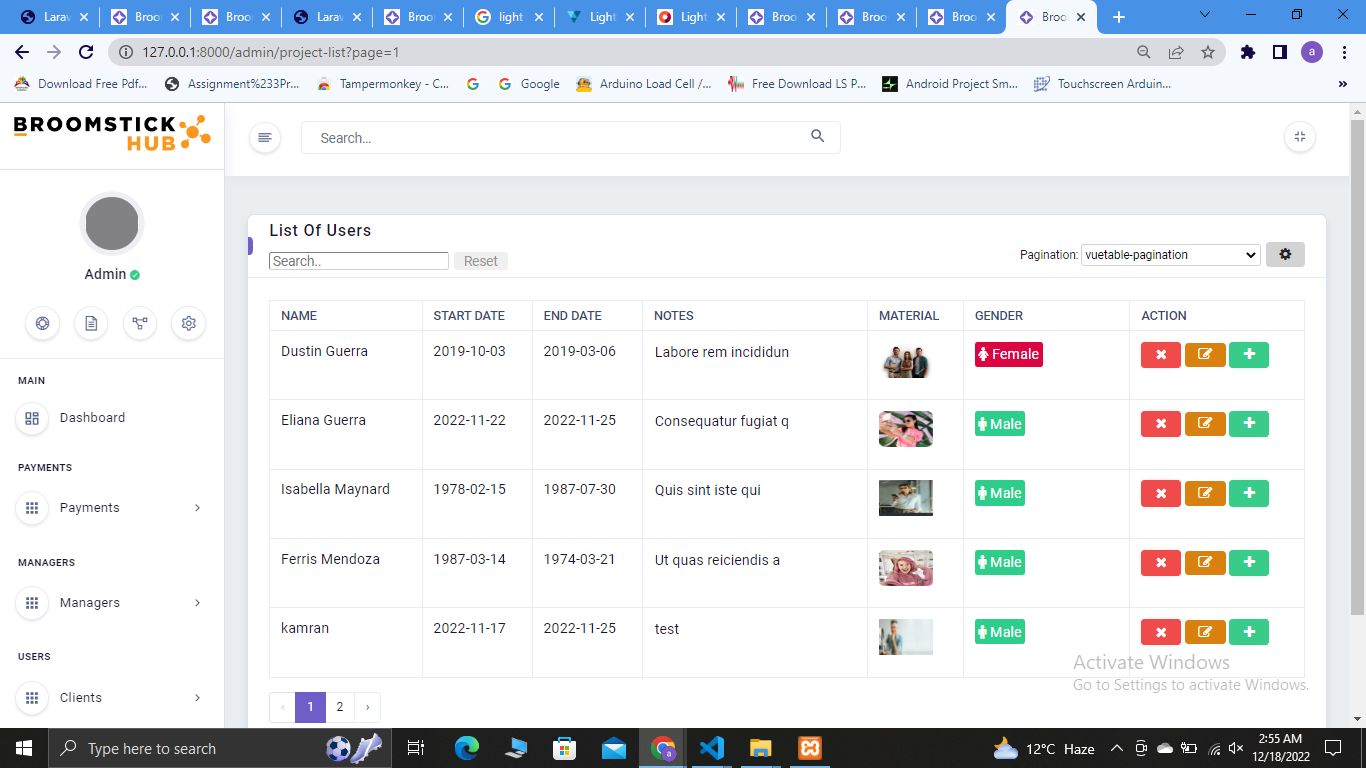 Larav
Broo
Broo
Larav
Broo
light
Light
Light
Broo
Broo
Broo
Broo
127.0.0.1:8000/admin/project-list?page=1
a
Download Free Pdf...
Assignment%233Pr...
Tampermonkey - C...
Google
Arduino Load Cell /...
Free Download LS P...
Android Project Sm...
Touchscreen Arduin...
»
BROOMSTICK
HUB
Search...
Admin
MAIN
Dashboard
PAYMENTS
Payments
MANAGERS
Managers
USERS
Clients
List Of Users
Search..
Reset
Pagination:
vuetable-pagination
NAME START DATE END DATE NOTES MATERIAL GENDER ACTION
Dustin Guerra 2019-10-03 2019-03-06 Labore rem incididun Female
Eliana Guerra 2022-11-22 2022-11-25 Consequatur fugiat q Male
Isabella Maynard 1978-02-15 1987-07-30 Quis sint iste qui Male
Ferris Mendoza 1987-03-14 1974-03-21 Ut quas reiciendis a Male
kamran 2022-11-17 2022-11-25 test Male
‹ 1 2 ›
Activate Windows
Go to Settings to activate Windows.
Type here to search
12°C Haze
2:55 AM
12/18/2022